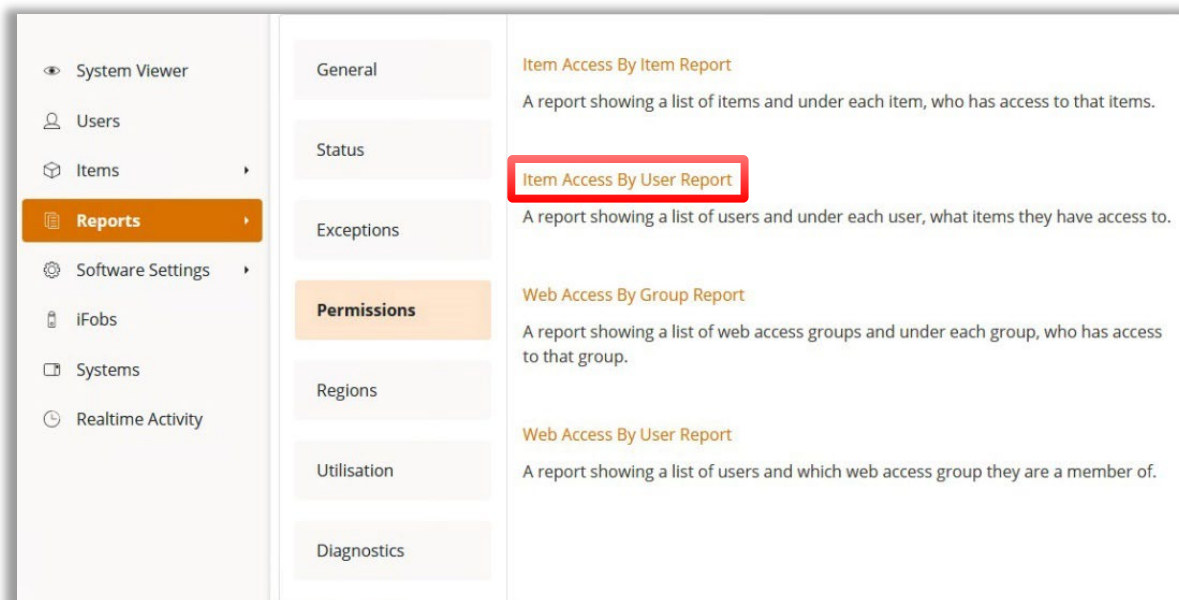 System Viewer
Users
Items
Reports
Software Settings
iFobs
Systems
Realtime Activity
General
Status
Exceptions
Permissions
Regions
Utilisation
Diagnostics
Item Access By Item Report
A report showing a list of items and under each item, who has access to that items.
Item Access By User Report
A report showing a list of users and under each user, what items they have access to.
Web Access By Group Report
A report showing a list of web access groups and under each group, who has access
to that group.
Web Access By User Report
A report showing a list of users and which web access group they are a member of.